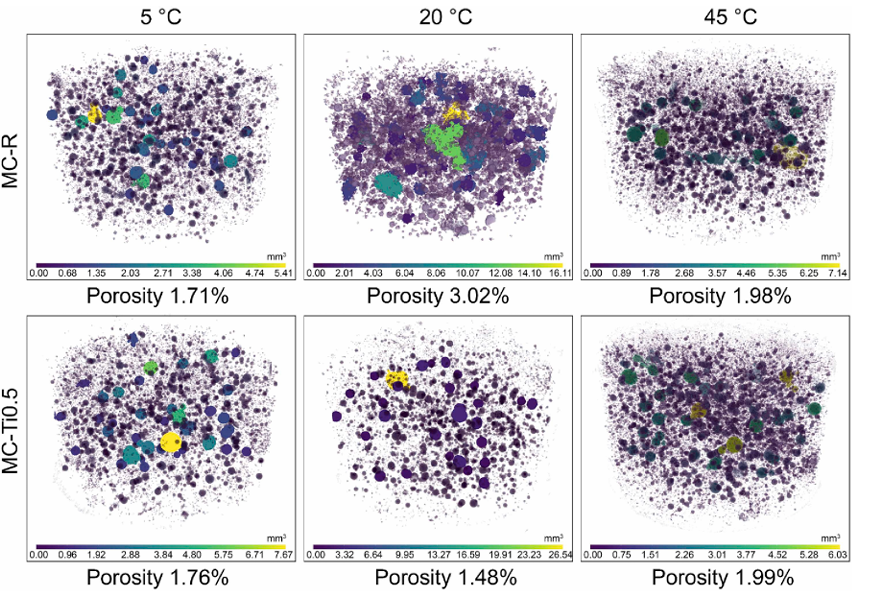 5 °C 20 °C 45 °C
MC-R
mm³ mm³ mm³
0.00 0.68 1.35 2.03 2.71 3.38 4.06 4.74 5.41 0.00 2.01 4.03 6.04 8.06 10.07 12.08 14.10 16.11 0.00 0.89 1.78 2.68 3.57 4.46 5.35 6.25 7.14
Porosity 1.71% Porosity 3.02% Porosity 1.98%
MC-Ti0.5
mm³ mm³ mm³
0.00 0.96 1.92 2.88 3.84 4.80 5.75 6.71 7.67 0.00 3.32 6.64 9.95 13.27 16.59 19.91 23.23 26.54 0.00 0.75 1.51 2.26 3.01 3.77 4.52 5.28 6.03
Porosity 1.76% Porosity 1.48% Porosity 1.99%